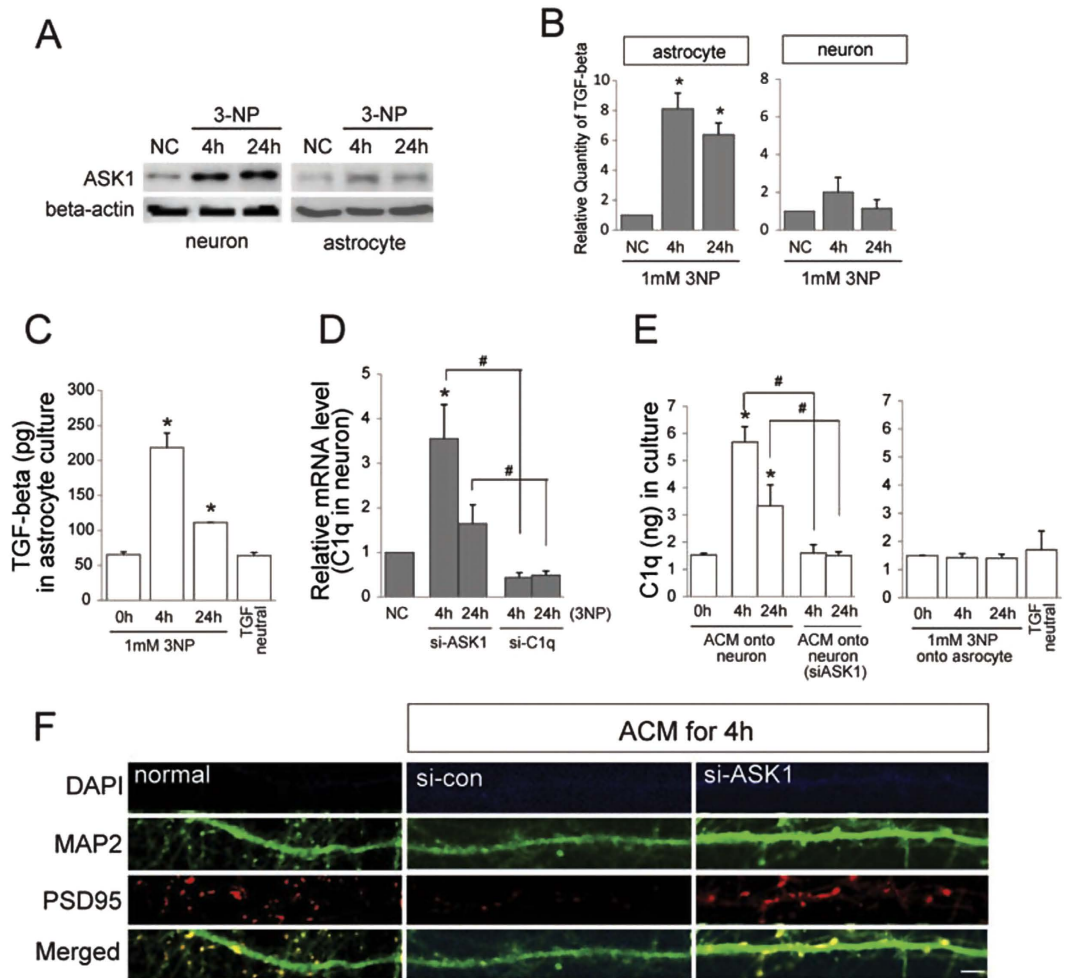 A
3-NP 3-NP
NC 4h 24h NC 4h 24h
ASK1
beta-actin
neuron astrocyte
B
astrocyte neuron
Relative Quantity of TGF-beta
10
8
6
4
2
0
NC 4h 24h
1mM 3NP
8
6
4
2
0
NC 4h 24h
1mM 3NP
* *
C
TGF-beta (pg)
in astrocyte culture
300
250
200
150
100
50
0
* *
0h 4h 24h TGF neutral
1mM 3NP
D
Relative mRNA level
(C1q in neuron)
5
4
3
2
1
0
# * #
NC 4h 24h 4h 24h (3NP)
si-ASK1 si-C1q
E
C1q (ng) in culture
7
6
5
4
3
2
1
0
# * # *
0h 4h 24h 4h 24h
ACM onto neuron
ACM onto neuron (siASK1)
7
6
5
4
3
2
1
0
0h 4h 24h TGF neutral
1mM 3NP
onto asrocyte
F
ACM for 4h
normal si-con si-ASK1
DAPI
MAP2
PSD95
Merged